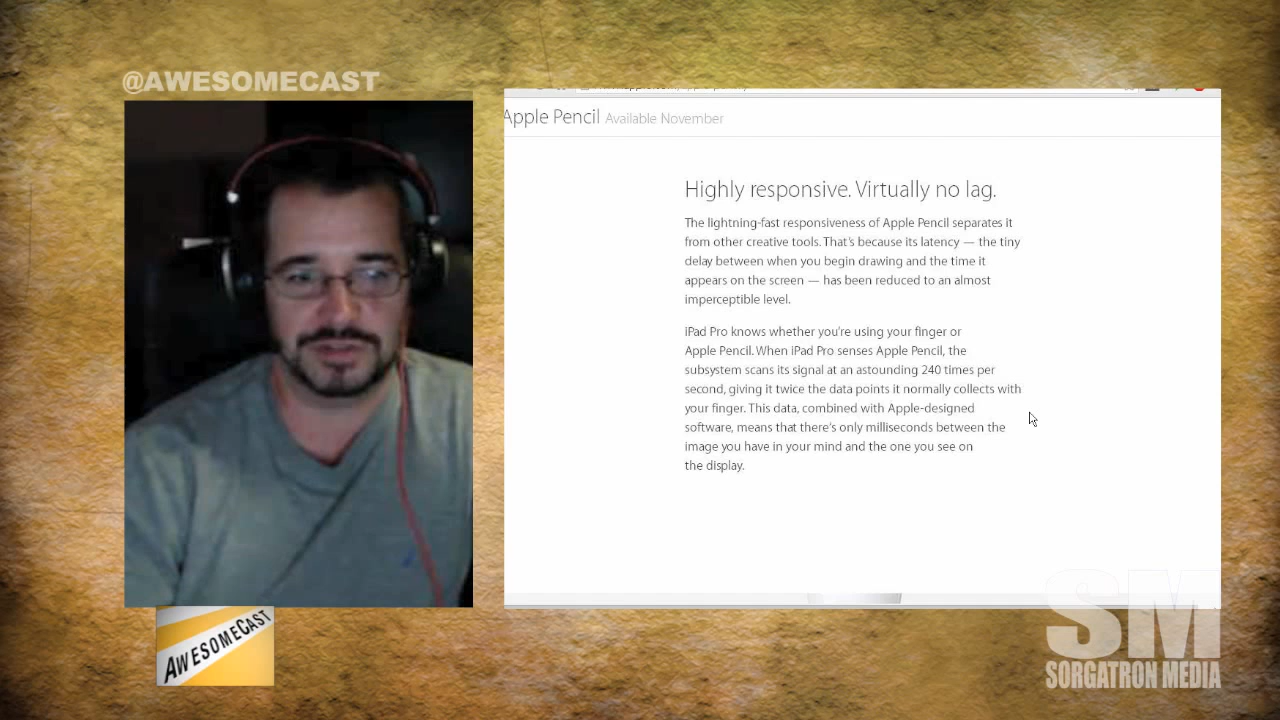 @AWESOMECAST
Apple Pencil Available November
Highly responsive. Virtually no lag.
The lightning-fast responsiveness of Apple Pencil separates it
from other creative tools. That's because its latency — the tiny
delay between when you begin drawing and the time it
appears on the screen — has been reduced to an almost
imperceptible level.
iPad Pro knows whether you're using your finger or
Apple Pencil. When iPad Pro senses Apple Pencil, the
subsystem scans its signal at an astounding 240 times per
second, giving it twice the data points it normally collects with
your finger. This data, combined with Apple-designed
software, means that there's only milliseconds between the
image you have in your mind and the one you see on
the display.
AWESOMECAST
SM
SORGATRON MEDIA